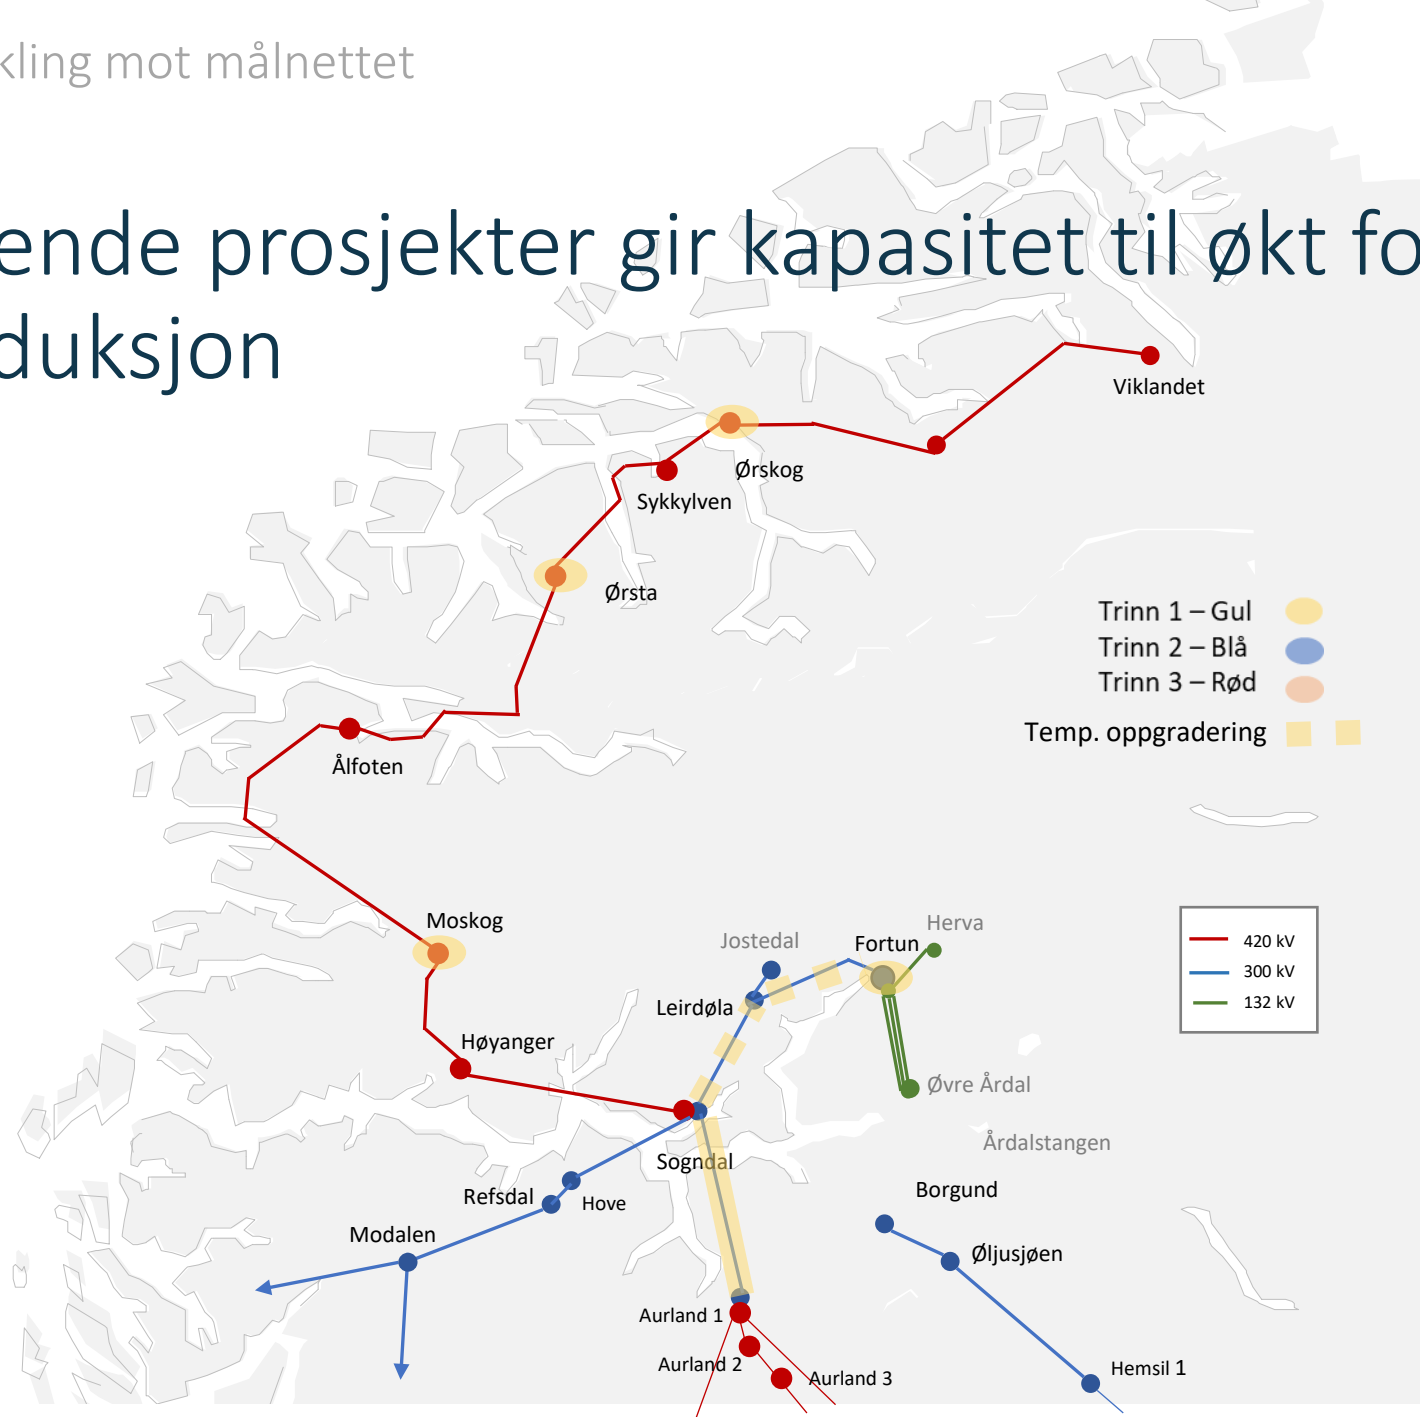 kling mot målnettet
ende prosjekter gir kapasitet til økt fo
duksjon
Viklandet
Ørskog
Sykkylven
Ørsta
Trinn 1 – Gul
Trinn 2 – Blå
Trinn 3 – Rød
Temp. oppgradering
Ålfoten
Moskog
Jostedal
Fortun
Herva
420 kV
300 kV
132 kV
Leirdøla
Høyanger
Øvre Årdal
Årdalstangen
Sogndal
Refsdal
Hove
Borgund
Modalen
Øljusjøen
Aurland 1
Aurland 2
Aurland 3
Hemsil 1